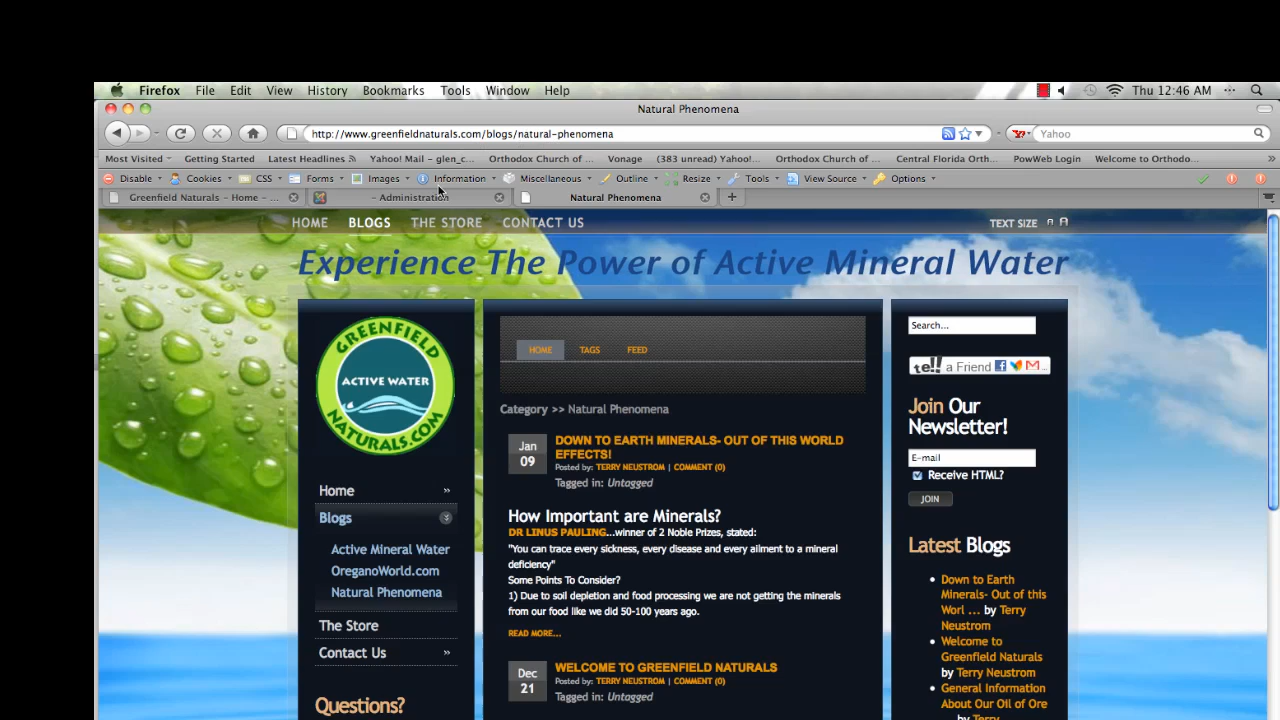 Firefox File Edit View History Bookmarks Tools Window Help Thu 12:46 AM
Natural Phenomena
http://www.greenfieldnaturals.com/blogs/natural-phenomena Yahoo
Most Visited Getting Started Latest Headlines Yahoo! Mail – glen_c... Orthodox Church of ... Vonage (383 unread) Yahoo!... Orthodox Church of ... Central Florida Orth... PowWeb Login Welcome to Orthodo... »
Disable Cookies CSS Forms Images Information Miscellaneous Outline Resize Tools View Source Options
Greenfield Naturals – Home – ... – Administration Natural Phenomena
HOME BLOGS THE STORE CONTACT US TEXT SIZE A A
Experience The Power of Active Mineral Water
GREENFIELD
ACTIVE WATER
NATURALS.COM
Home »
Blogs
Active Mineral Water
OreganoWorld.com
Natural Phenomena
The Store
Contact Us »
Questions?
HOME TAGS FEED
Category >> Natural Phenomena
Jan
09
DOWN TO EARTH MINERALS- OUT OF THIS WORLD
EFFECTS!
Posted by: TERRY NEUSTROM | COMMENT (0)
Tagged in: Untagged
How Important are Minerals?
DR LINUS PAULING...winner of 2 Noble Prizes, stated:
"You can trace every sickness, every disease and every ailment to a mineral
deficiency"
Some Points To Consider?
1) Due to soil depletion and food processing we are not getting the minerals
from our food like we did 50-100 years ago.
READ MORE...
Dec
21
WELCOME TO GREENFIELD NATURALS
Posted by: TERRY NEUSTROM | COMMENT (0)
Tagged in: Untagged
Search...
tell! a Friend
Join Our
Newsletter!
E-mail
Receive HTML?
JOIN
Latest Blogs
Down to Earth
Minerals- Out of this
Worl ... by Terry
Neustrom
Welcome to
Greenfield Naturals
by Terry Neustrom
General Information
About Our Oil of Ore
... by Terry